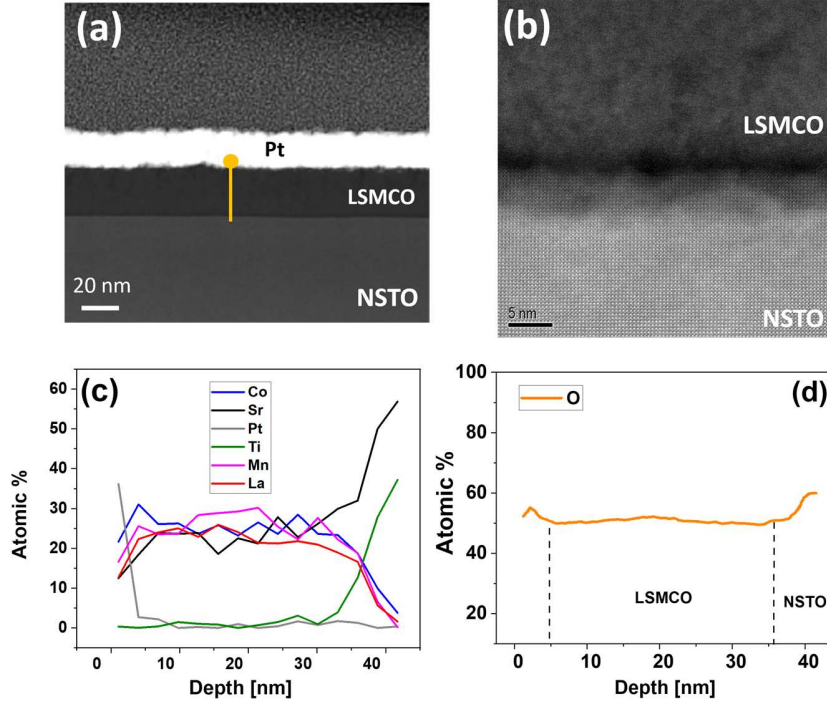 (a)
Pt
LSMCO
20 nm
NSTO
(b)
LSMCO
5 nm
NSTO
(c)
Co
Sr
Pt
Ti
Mn
La
60
50
40
30
20
10
0
Atomic %
0 10 20 30 40
Depth [nm]
(d)
O
100
80
60
40
20
Atomic %
LSMCO
NSTO
0 10 20 30 40
Depth [nm]